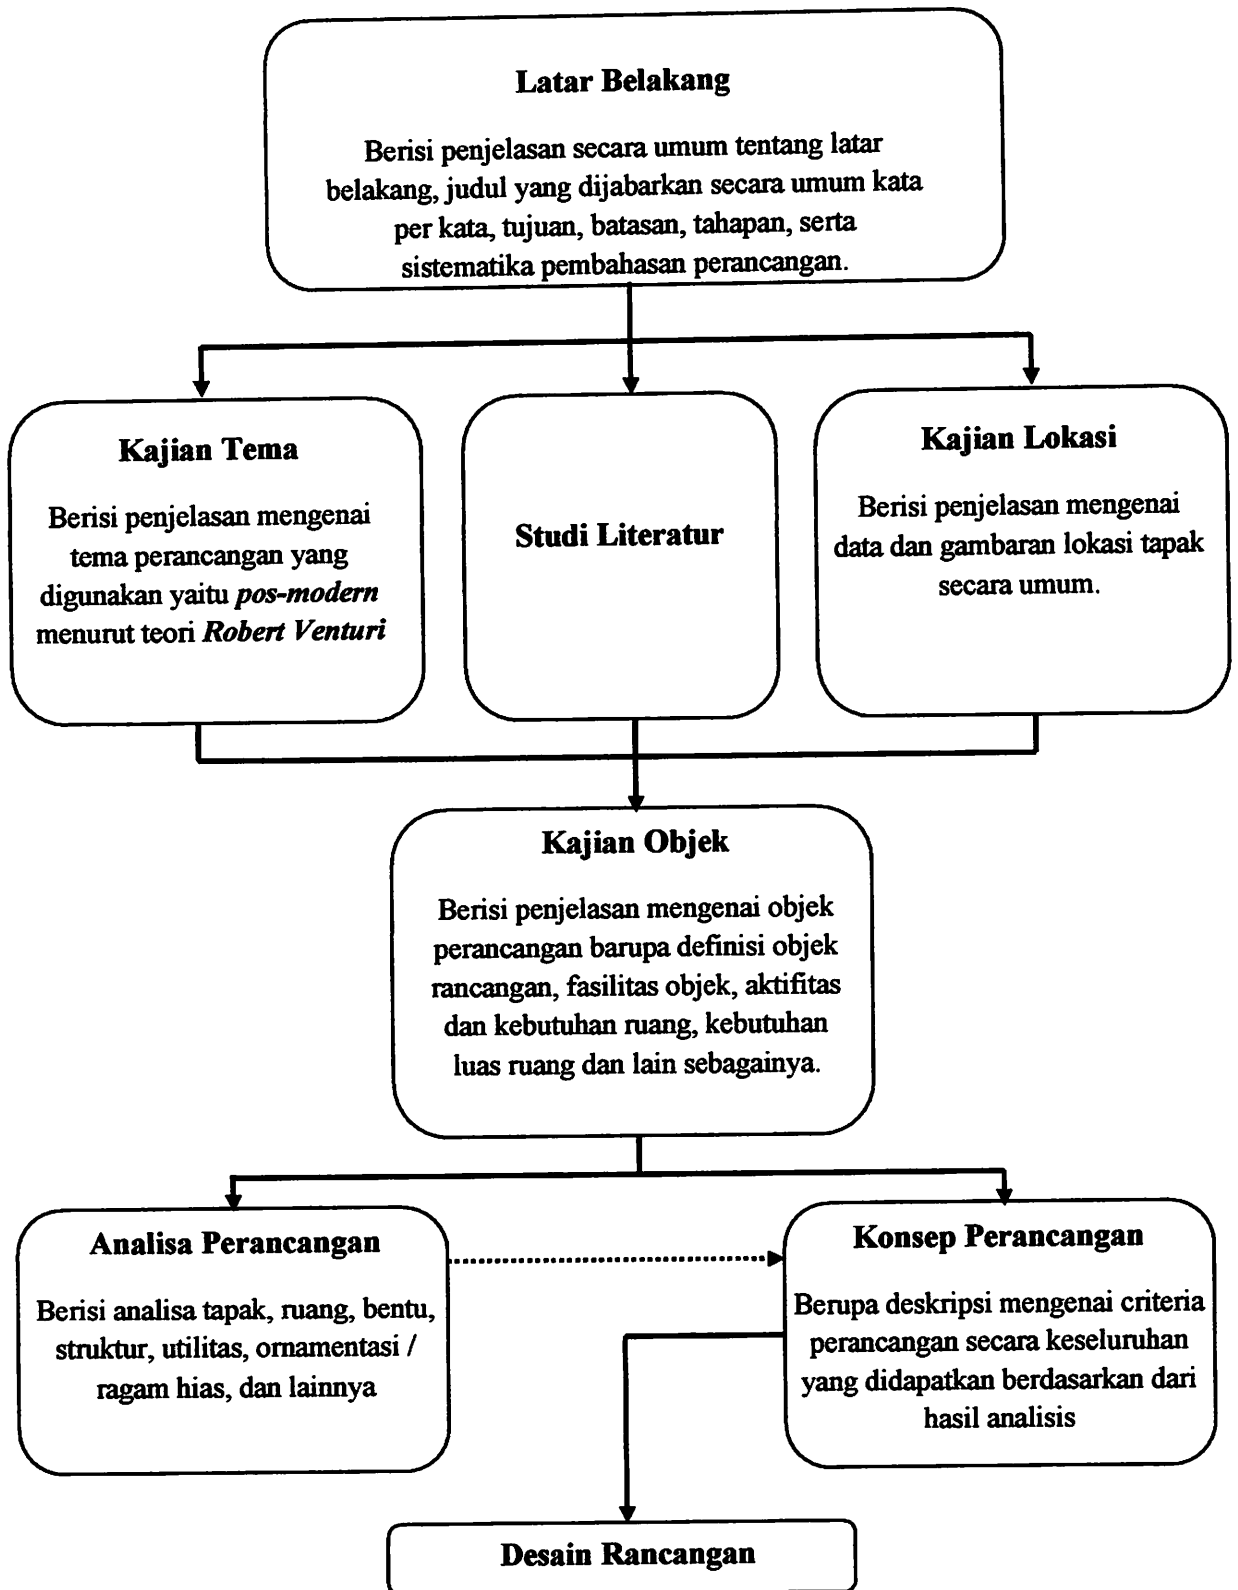 Latar Belakang
Berisi penjelasan secara umum tentang latar
belakang, judul yang dijabarkan secara umum kata
per kata, tujuan, batasan, tahapan, serta
sistematika pembahasan perancangan.
Kajian Tema
Berisi penjelasan mengenai
tema perancangan yang
digunakan yaitu pos-modern
menurut teori Robert Venturi
Studi Literatur
Kajian Lokasi
Berisi penjelasan mengenai
data dan gambaran lokasi tapak
secara umum.
Kajian Objek
Berisi penjelasan mengenai objek
perancangan barupa definisi objek
rancangan, fasilitas objek, aktifitas
dan kebutuhan ruang, kebutuhan
luas ruang dan lain sebagainya.
Analisa Perancangan
Berisi analisa tapak, ruang, bentu,
struktur, utilitas, ornamentasi /
ragam hias, dan lainnya
Konsep Perancangan
Berupa deskripsi mengenai criteria
perancangan secara keseluruhan
yang didapatkan berdasarkan dari
hasil analisis
Desain Rancangan